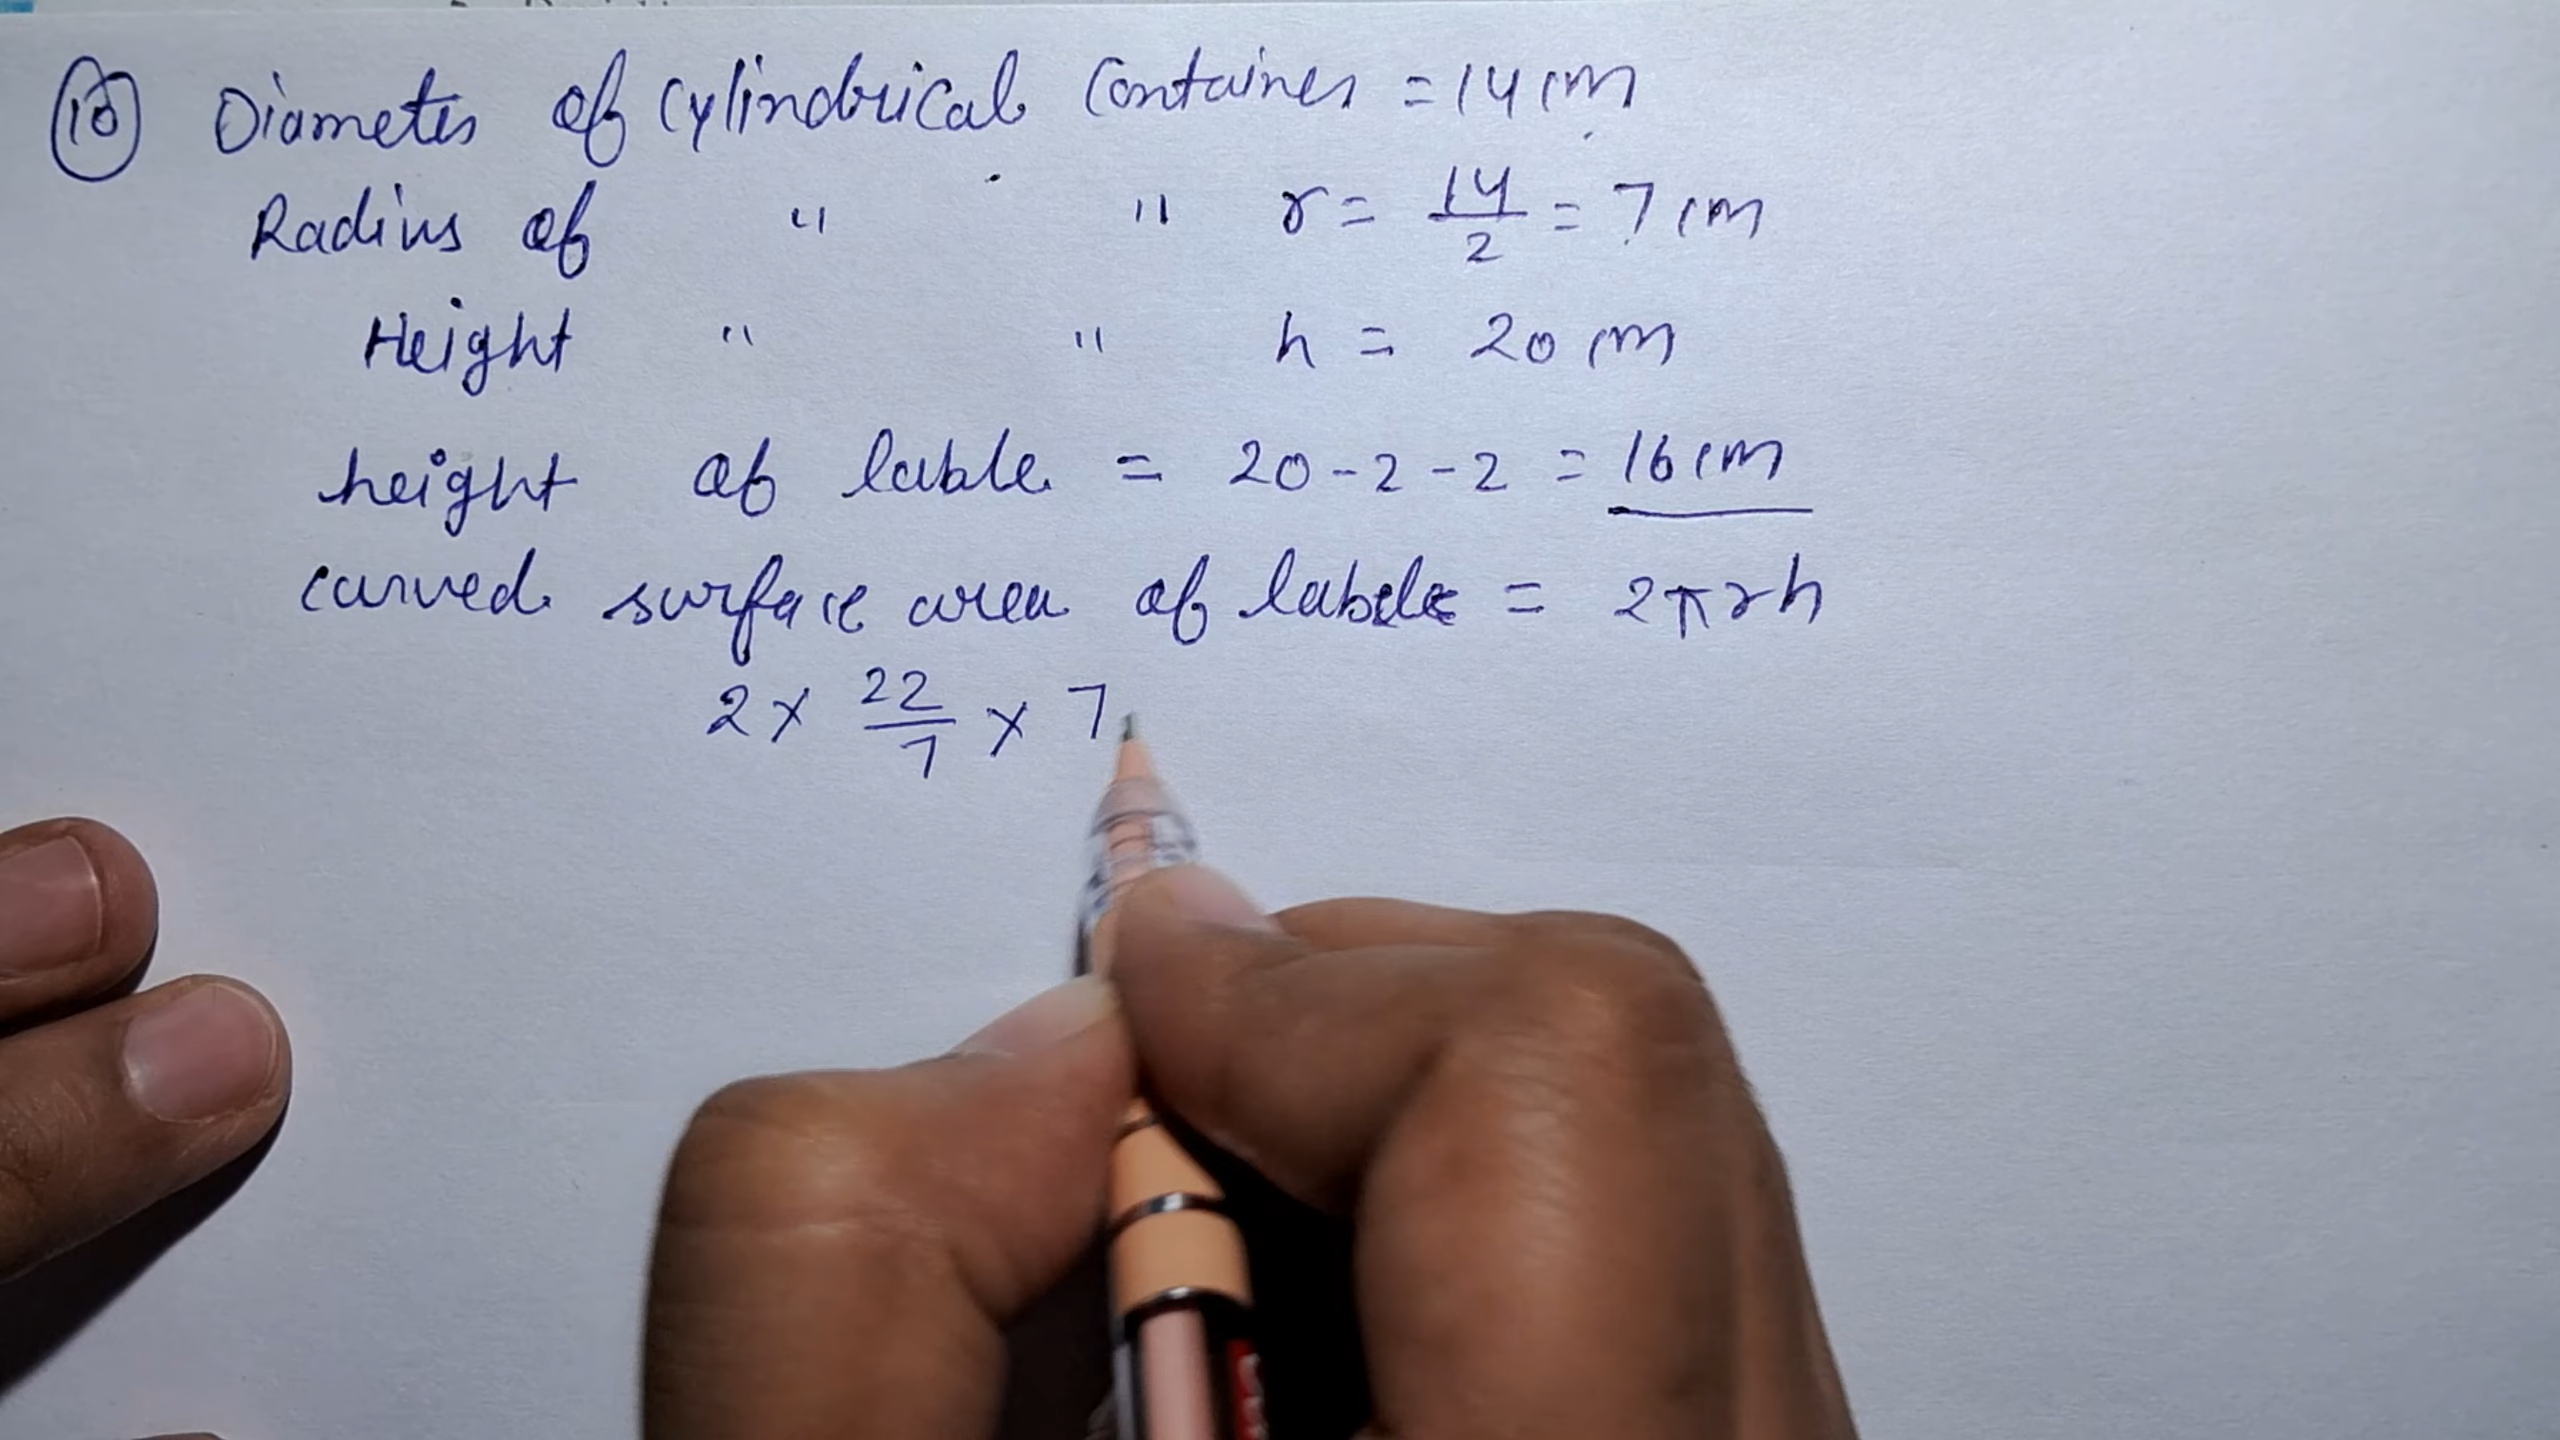 10 Diameter of cylindrical container = 14 cm
Radius of " " r = 14/2 = 7 cm
Height " " h = 20 cm
height of lable = 20 - 2 - 2 = 16 cm
curved surface area of lable = 2πrh
2 × 22/7 × 7